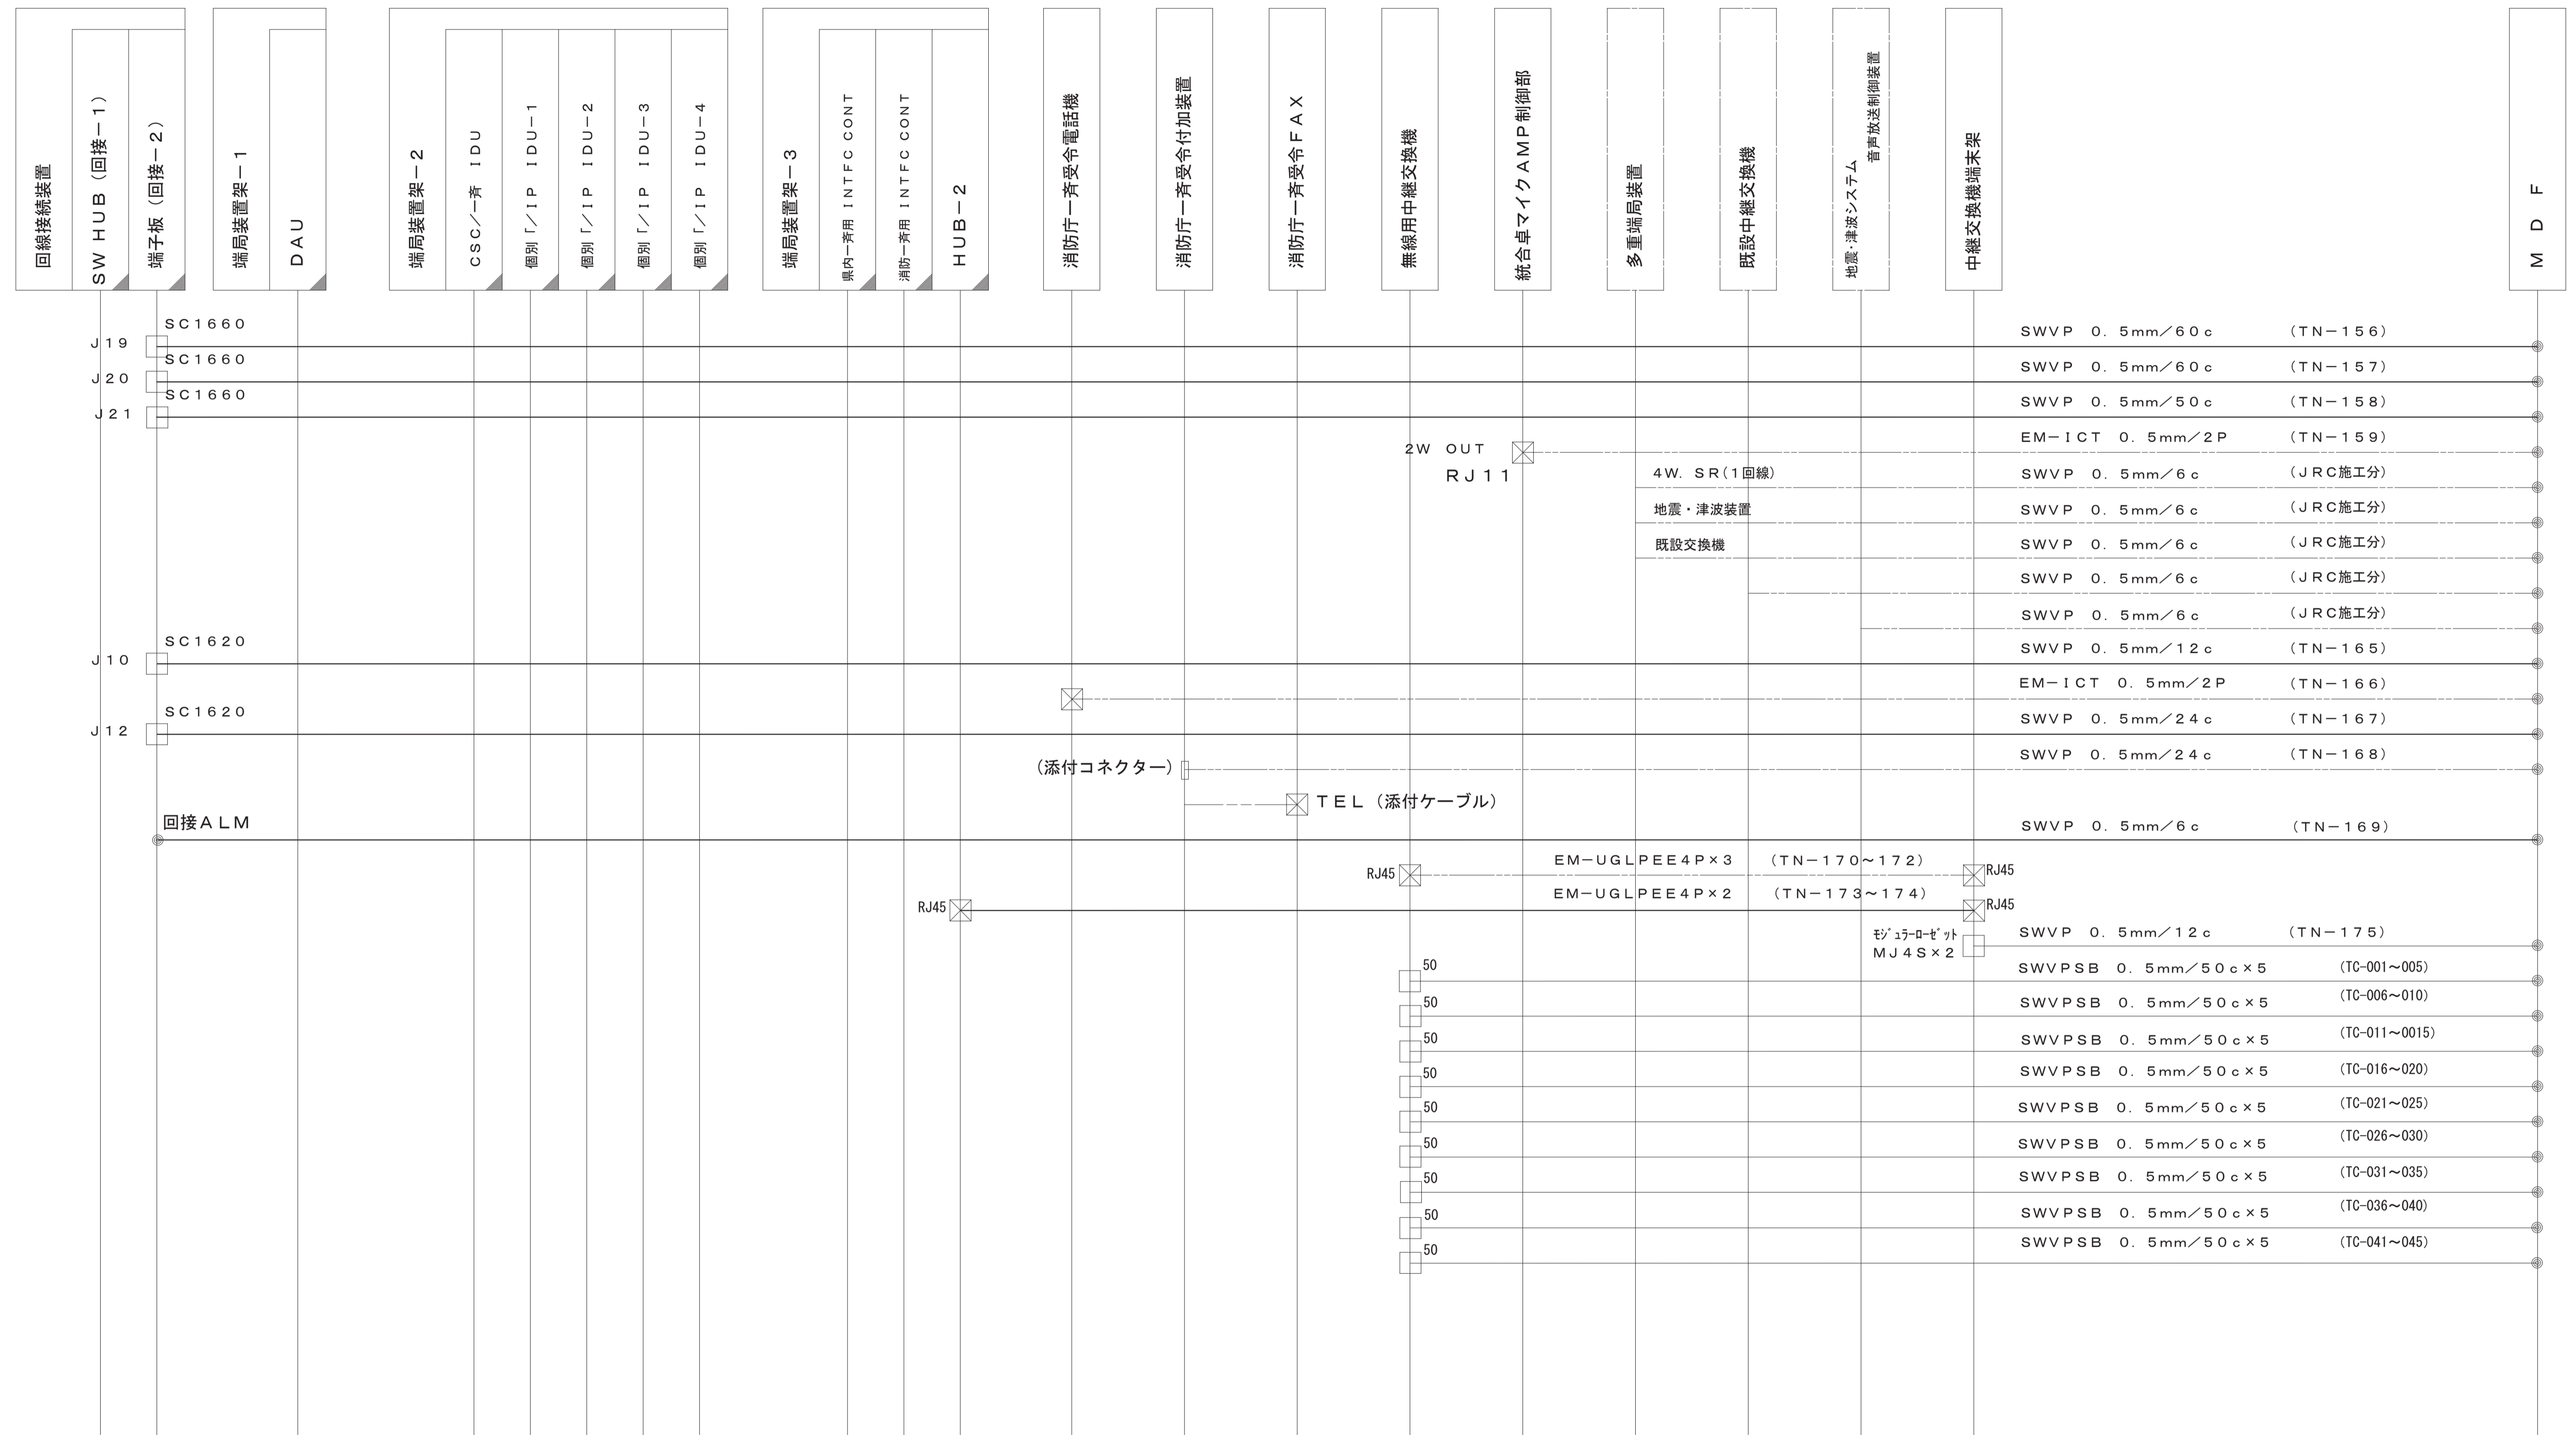 回線接続装置
ＳＷ ＨＵＢ（回接－１）
端子板（回接－２）
端局装置架－１
ＤＡＵ
端局装置架－２
ＣＳＣ／一斉　ＩＤＵ
個別「／ＩＰ　ＩＤＵ－１
個別「／ＩＰ　ＩＤＵ－２
個別「／ＩＰ　ＩＤＵ－３
個別「／ＩＰ　ＩＤＵ－４
端局装置架－３
県内一斉用 ＩＮＴＦＣ ＣＯＮＴ
消防一斉用 ＩＮＴＦＣ ＣＯＮＴ
ＨＵＢ－２
消防庁一斉受令電話機
消防庁一斉受令付加装置
消防庁一斉受令ＦＡＸ
無線用中継交換機
統合卓マイクＡＭＰ制御部
多重端局装置
既設中継交換機
地震・津波システム
音声放送制御装置
中継交換機端末架
Ｍ　Ｄ　Ｆ
Ｊ１９　ＳＣ１６６０　ＳＷＶＰ　０．５ｍｍ／６０ｃ　（ＴＮ－１５６）
Ｊ２０　ＳＣ１６６０　ＳＷＶＰ　０．５ｍｍ／６０ｃ　（ＴＮ－１５７）
Ｊ２１　ＳＣ１６６０　ＳＷＶＰ　０．５ｍｍ／５０ｃ　（ＴＮ－１５８）
２Ｗ　ＯＵＴ　ＥＭ－ＩＣＴ　０．５ｍｍ／２Ｐ　（ＴＮ－１５９）
ＲＪ１１
４Ｗ．ＳＲ（１回線）　ＳＷＶＰ　０．５ｍｍ／６ｃ　（ＪＲＣ施工分）
地震・津波装置　ＳＷＶＰ　０．５ｍｍ／６ｃ　（ＪＲＣ施工分）
既設交換機　ＳＷＶＰ　０．５ｍｍ／６ｃ　（ＪＲＣ施工分）
ＳＷＶＰ　０．５ｍｍ／６ｃ　（ＪＲＣ施工分）
ＳＷＶＰ　０．５ｍｍ／６ｃ　（ＪＲＣ施工分）
Ｊ１０　ＳＣ１６２０　ＳＷＶＰ　０．５ｍｍ／１２ｃ　（ＴＮ－１６５）
ＥＭ－ＩＣＴ　０．５ｍｍ／２Ｐ　（ＴＮ－１６６）
Ｊ１２　ＳＣ１６２０　ＳＷＶＰ　０．５ｍｍ／２４ｃ　（ＴＮ－１６７）
（添付コネクター）　ＳＷＶＰ　０．５ｍｍ／２４ｃ　（ＴＮ－１６８）
ＴＥＬ（添付ケーブル）
回接ＡＬＭ　ＳＷＶＰ　０．５ｍｍ／６ｃ　（ＴＮ－１６９）
RJ45　ＥＭ－ＵＧＬＰＥＥ４Ｐ×３　（ＴＮ－１７０～１７２）　RJ45
RJ45　ＥＭ－ＵＧＬＰＥＥ４Ｐ×２　（ＴＮ－１７３～１７４）　RJ45
ﾓｼﾞｭﾗｰﾛｰｾﾞｯﾄ　ＳＷＶＰ　０．５ｍｍ／１２ｃ　（ＴＮ－１７５）
ＭＪ４Ｓ×２
50　ＳＷＶＰＳＢ　０．５ｍｍ／５０ｃ×５　(TC-001～005)
50　ＳＷＶＰＳＢ　０．５ｍｍ／５０ｃ×５　(TC-006～010)
50　ＳＷＶＰＳＢ　０．５ｍｍ／５０ｃ×５　(TC-011～0015)
50　ＳＷＶＰＳＢ　０．５ｍｍ／５０ｃ×５　(TC-016～020)
50　ＳＷＶＰＳＢ　０．５ｍｍ／５０ｃ×５　(TC-021～025)
50　ＳＷＶＰＳＢ　０．５ｍｍ／５０ｃ×５　(TC-026～030)
50　ＳＷＶＰＳＢ　０．５ｍｍ／５０ｃ×５　(TC-031～035)
50　ＳＷＶＰＳＢ　０．５ｍｍ／５０ｃ×５　(TC-036～040)
50　ＳＷＶＰＳＢ　０．５ｍｍ／５０ｃ×５　(TC-041～045)